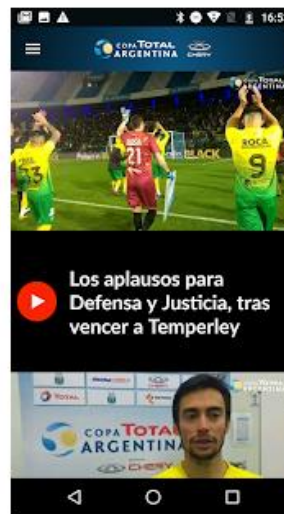 16:5
COPA TOTAL
ARGENTINA
CHERY
COPA TOTAL
ARGENTINA
BLACK
33
21
ROCA
9
Los aplausos para
Defensa y Justicia, tras
vencer a Temperley
TOTAL
COPA TOTAL
ARGENTINA
CHERY